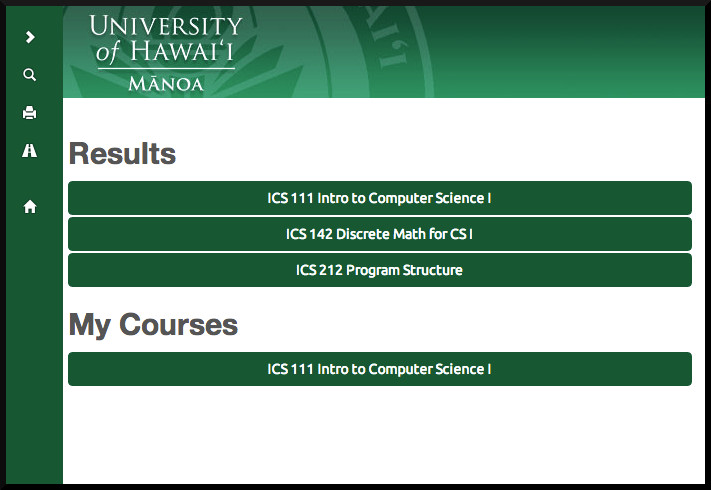 UNIVERSITY
of HAWAIʻI
MĀNOA
Results
ICS 111 Intro to Computer Science I
ICS 142 Discrete Math for CS I
ICS 212 Program Structure
My Courses
ICS 111 Intro to Computer Science I